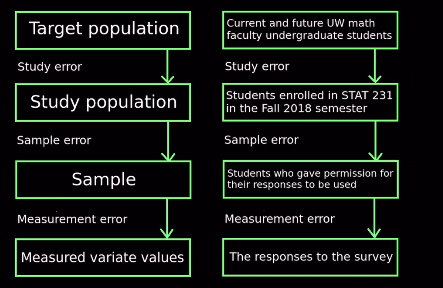 Target population
Study error
Study population
Sample error
Sample
Measurement error
Measured variate values
Current and future UW math
faculty undergraduate students
Study error
Students enrolled in STAT 231
in the Fall 2018 semester
Sample error
Students who gave permission for
their responses to be used
Measurement error
The responses to the survey